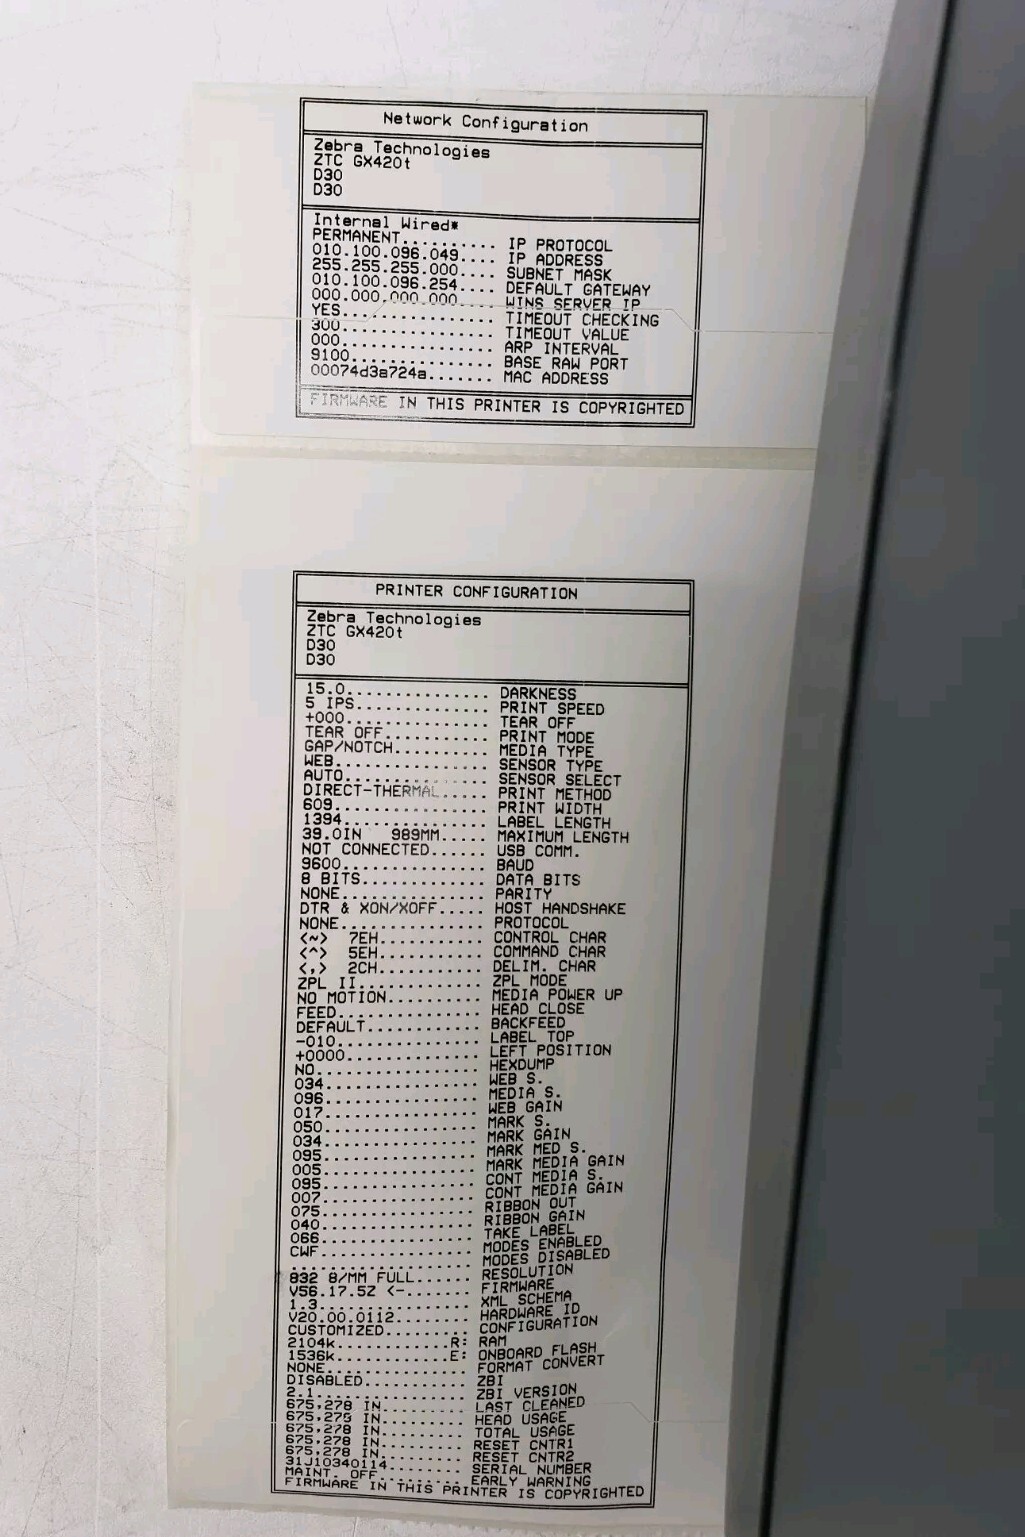 Network Configuration
Zebra Technologies
ZTC GX420t
D30
D30
Internal Wired*
PERMANENT.......... IP PROTOCOL
010.100.096.049.... IP ADDRESS
255.255.255.000.... SUBNET MASK
010.100.096.254.... DEFAULT GATEWAY
000.000.000.000.... WINS SERVER IP
YES................ TIMEOUT CHECKING
300................ TIMEOUT VALUE
000................ ARP INTERVAL
9100............... BASE RAW PORT
00074d3a724a....... MAC ADDRESS
FIRMWARE IN THIS PRINTER IS COPYRIGHTED
PRINTER CONFIGURATION
Zebra Technologies
ZTC GX420t
D30
D30
15.0............... DARKNESS
5 IPS.............. PRINT SPEED
+000............... TEAR OFF
TEAR OFF........... PRINT MODE
GAP/NOTCH.......... MEDIA TYPE
WEB................ SENSOR TYPE
AUTO............... SENSOR SELECT
DIRECT-THERMAL..... PRINT METHOD
609................ PRINT WIDTH
1394............... LABEL LENGTH
39.0IN   989MM..... MAXIMUM LENGTH
NOT CONNECTED...... USB COMM.
9600............... BAUD
8 BITS............. DATA BITS
NONE............... PARITY
DTR & XON/XOFF..... HOST HANDSHAKE
NONE............... PROTOCOL
<~>  7EH........... CONTROL CHAR
<^>  5EH........... COMMAND CHAR
<,>  2CH........... DELIM. CHAR
ZPL II............. ZPL MODE
NO MOTION.......... MEDIA POWER UP
FEED............... HEAD CLOSE
DEFAULT............ BACKFEED
-010............... LABEL TOP
+0000.............. LEFT POSITION
NO................. HEXDUMP
034................ WEB S.
096................ MEDIA S.
017................ WEB GAIN
050................ MARK S.
034................ MARK GAIN
095................ MARK MED S.
005................ MARK MEDIA GAIN
095................ CONT MEDIA S.
007................ CONT MEDIA GAIN
075................ RIBBON OUT
040................ RIBBON GAIN
066................ TAKE LABEL
CWF................ MODES ENABLED
................... MODES DISABLED
832 8/MM FULL...... RESOLUTION
V56.17.5Z <-....... FIRMWARE
1.3................ XML SCHEMA
V20.00.0112........ HARDWARE ID
CUSTOMIZED......... CONFIGURATION
2104k............R: RAM
1536k............E: ONBOARD FLASH
NONE............... FORMAT CONVERT
DISABLED........... ZBI
2.1................ ZBI VERSION
675,278 IN......... LAST CLEANED
675,278 IN......... HEAD USAGE
675,278 IN......... TOTAL USAGE
675,278 IN......... RESET CNTR1
675,278 IN......... RESET CNTR2
31J10340114........ SERIAL NUMBER
MAINT. OFF......... EARLY WARNING
FIRMWARE IN THIS PRINTER IS COPYRIGHTED